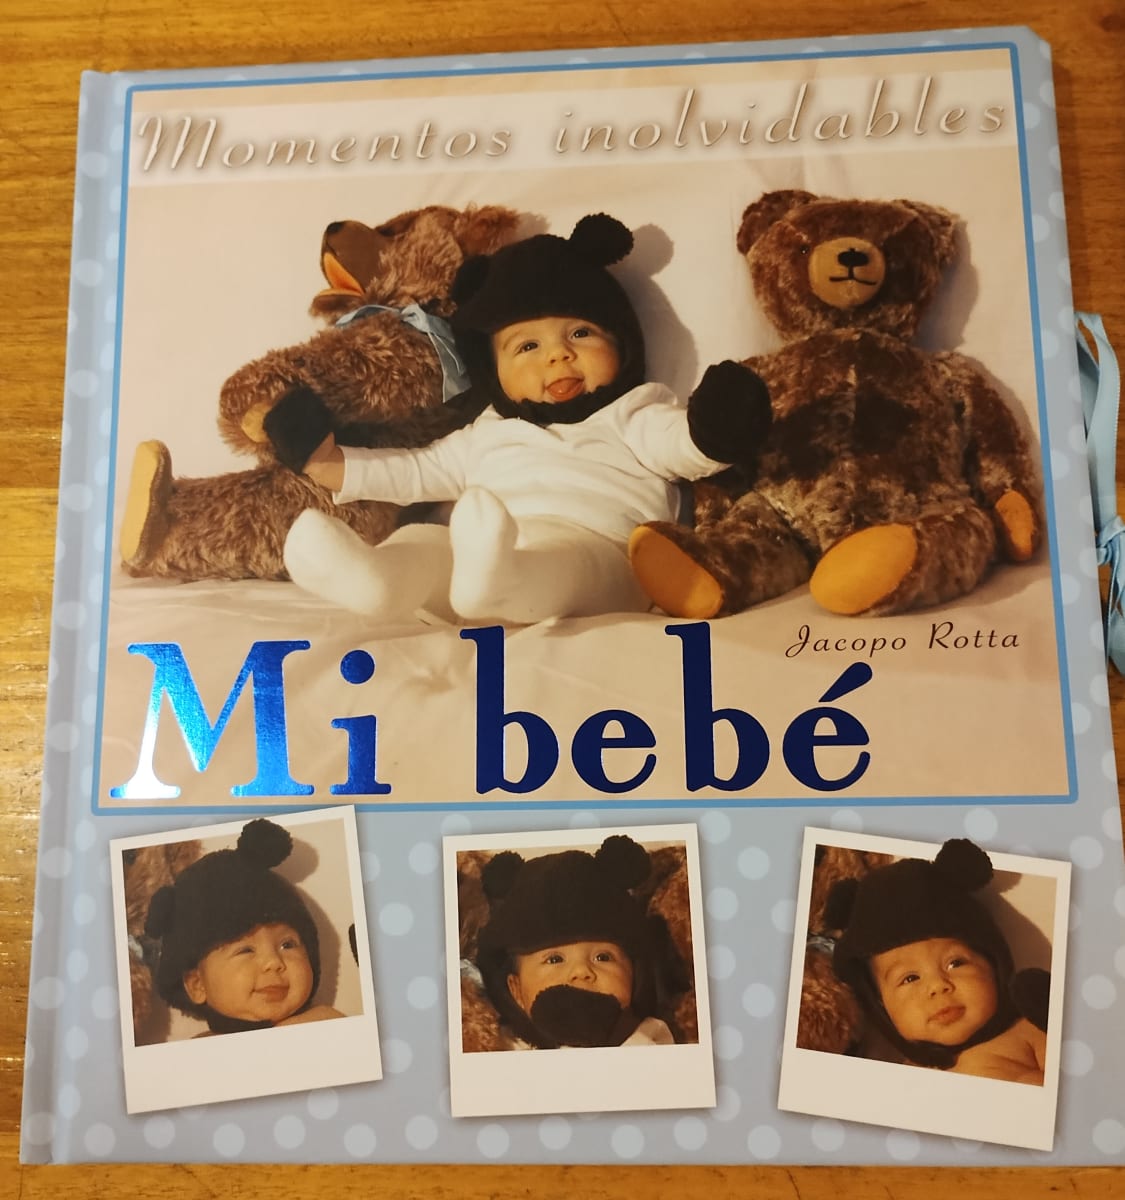 Momentos inolvidables
Jacopo Rotta
Mi bebé